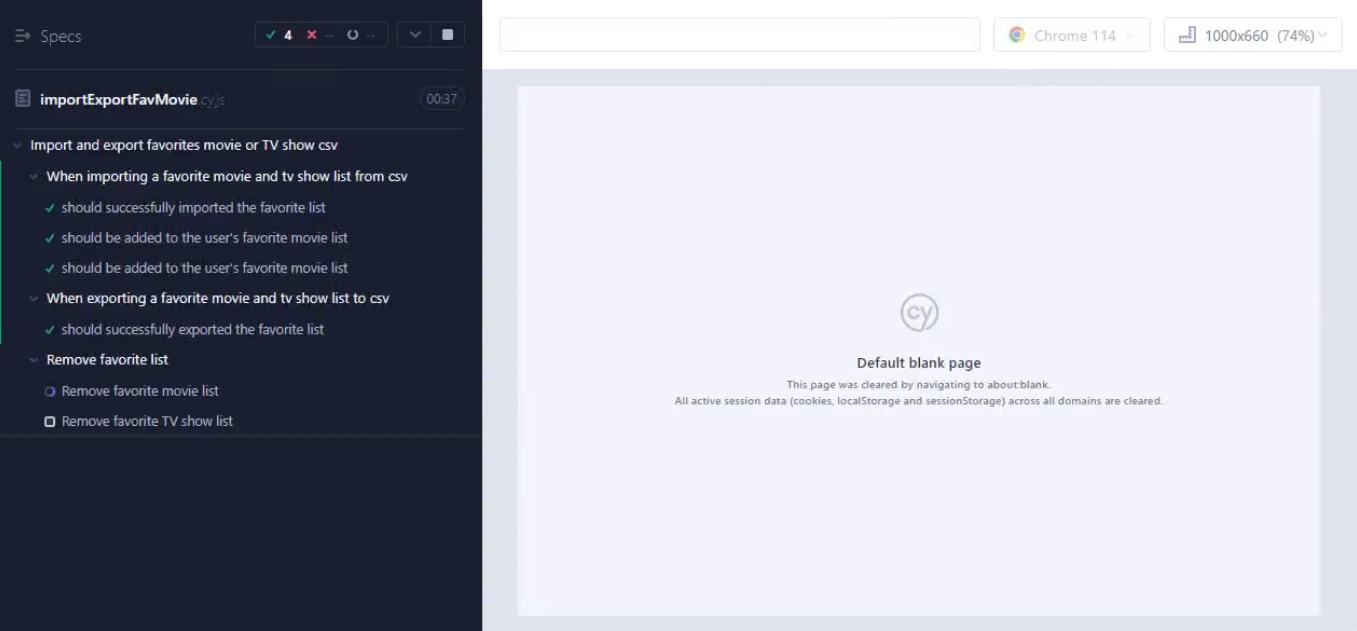 Specs
4 -- --
Chrome 114
1000x660 (74%)
importExportFavMovie.cy.js
00:37
Import and export favorites movie or TV show csv
When importing a favorite movie and tv show list from csv
should successfully imported the favorite list
should be added to the user's favorite movie list
should be added to the user's favorite movie list
When exporting a favorite movie and tv show list to csv
should successfully exported the favorite list
Remove favorite list
Remove favorite movie list
Remove favorite TV show list
cy
Default blank page
This page was cleared by navigating to about:blank.
All active session data (cookies, localStorage and sessionStorage) across all domains are cleared.